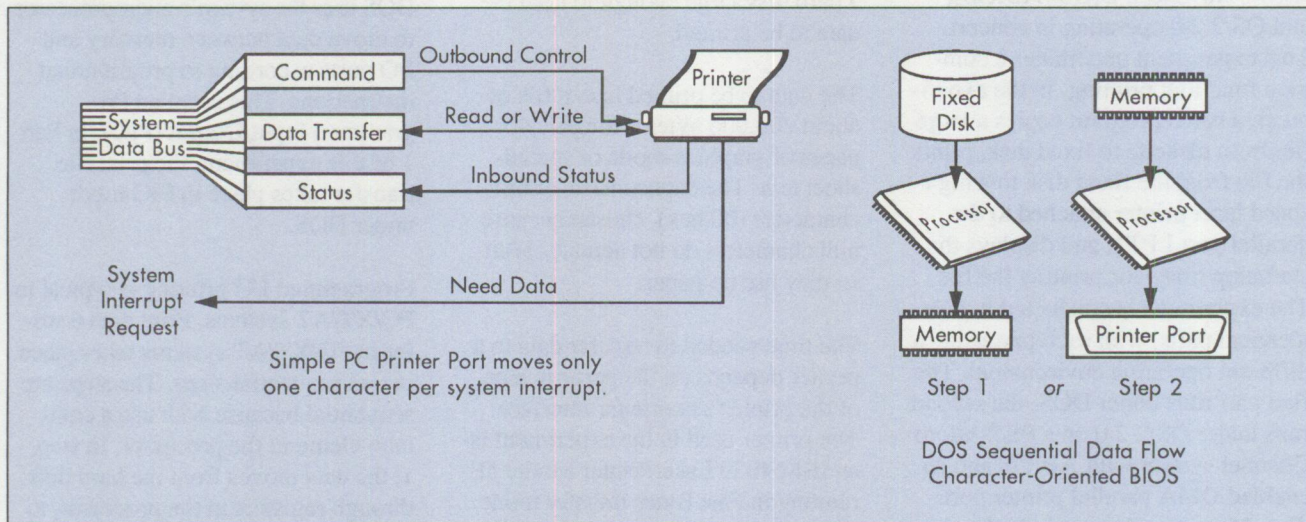 System
Data Bus
Command
Data Transfer
Status
Outbound Control
Read or Write
Inbound Status
Printer
System
Interrupt
Request
Need Data
Simple PC Printer Port moves only
one character per system interrupt.
Fixed
Disk
Processor
Memory
Step 1
or
Memory
Processor
Printer Port
Step 2
DOS Sequential Data Flow
Character-Oriented BIOS